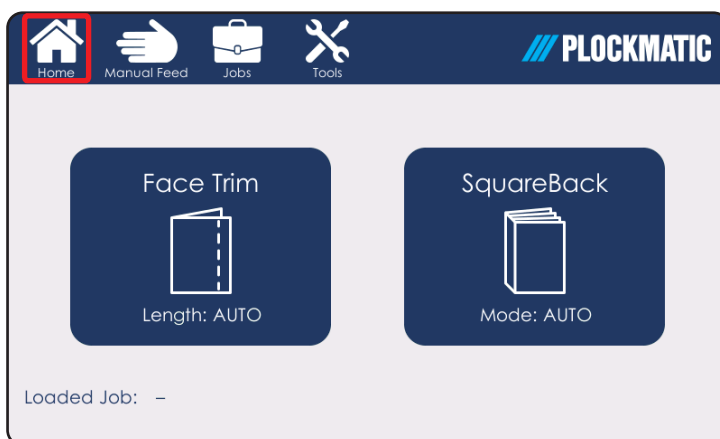 Home Manual Feed Jobs Tools
PLOCKMATIC
Face Trim
Length: AUTO
SquareBack
Mode: AUTO
Loaded Job: –